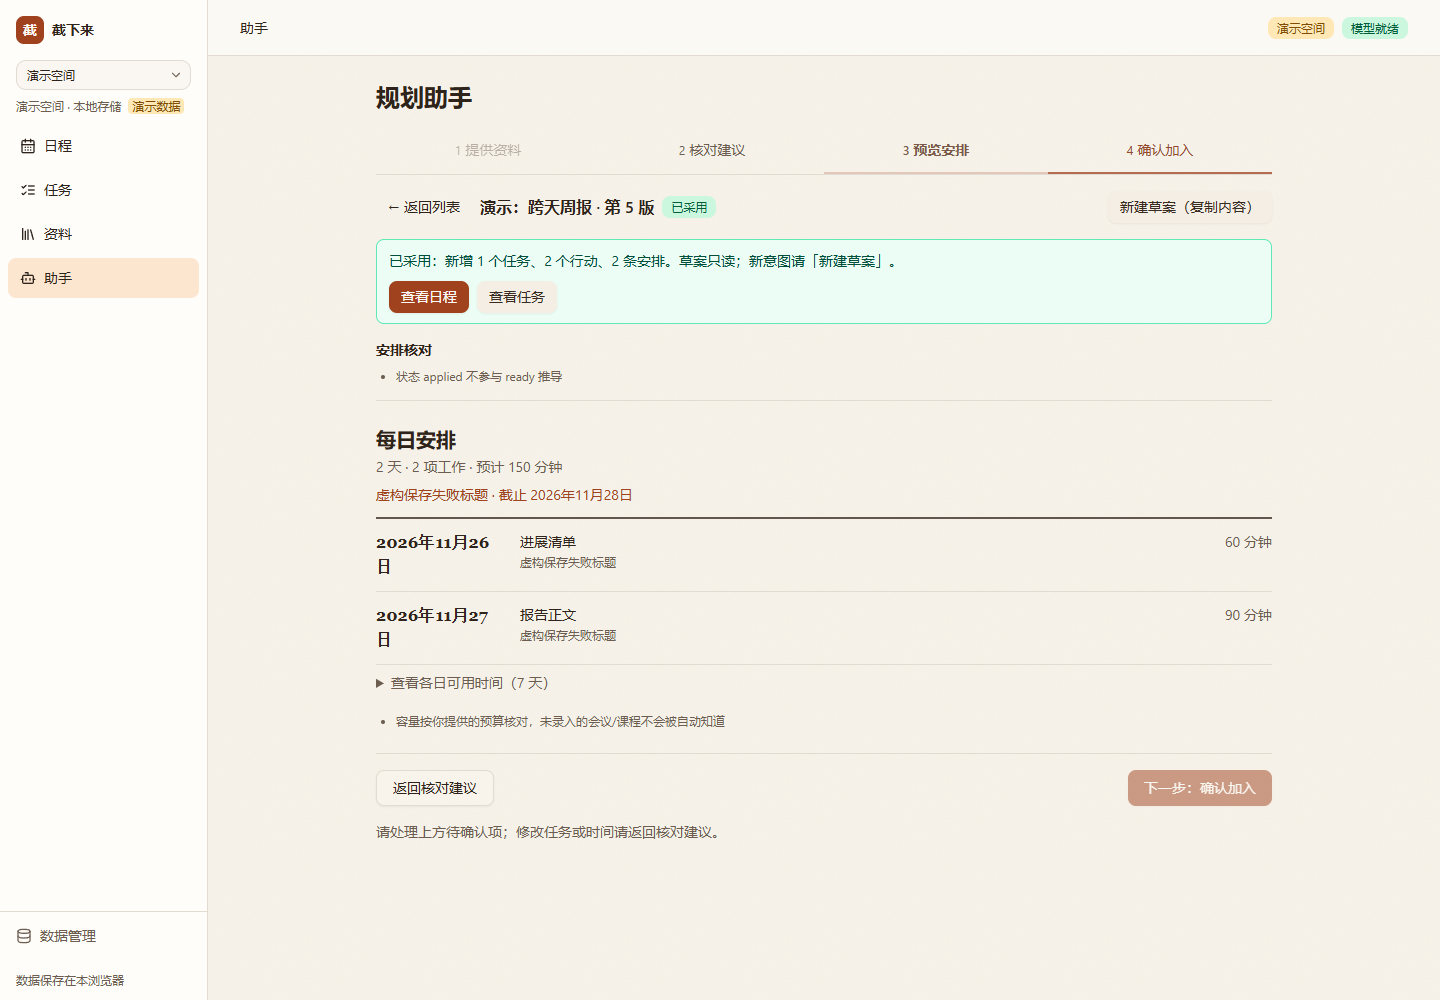 截 截下来
演示空间
演示空间 · 本地存储 演示数据
日程
任务
资料
助手
数据管理
数据保存在本浏览器
助手
演示空间 模型就绪
规划助手
1 提供资料 2 核对建议 3 预览安排 4 确认加入
← 返回列表 演示：跨天周报 · 第 5 版 已采用 新建草案（复制内容）
已采用：新增 1 个任务、2 个行动、2 条安排。草案只读；新意图请「新建草案」。
查看日程 查看任务
安排核对
• 状态 applied 不参与 ready 推导
每日安排
2 天 · 2 项工作 · 预计 150 分钟
虚构保存失败标题 · 截止 2026年11月28日
2026年11月26日 进展清单 60 分钟
虚构保存失败标题
2026年11月27日 报告正文 90 分钟
虚构保存失败标题
▶ 查看各日可用时间（7 天）
• 容量按你提供的预算核对，未录入的会议/课程不会被自动知道
返回核对建议 下一步：确认加入
请处理上方待确认项；修改任务或时间请返回核对建议。